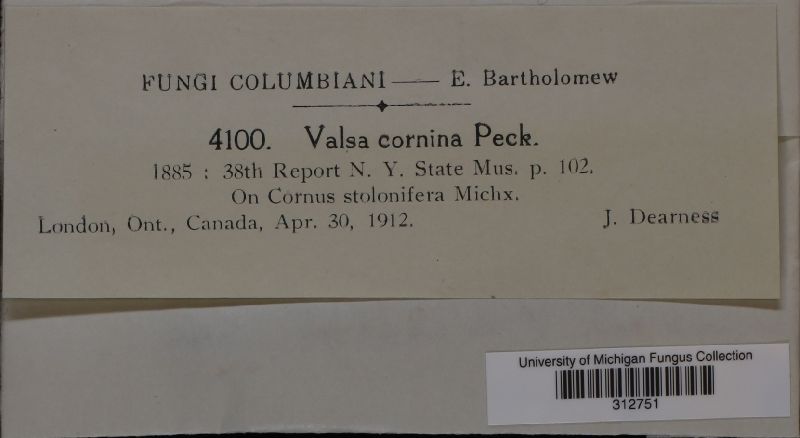 FUNGI COLUMBIANI — E. Bartholomew
4100. Valsa cornina Peck.
1885 : 38th Report N. Y. State Mus. p. 102.
On Cornus stolonifera Michx.
London, Ont., Canada, Apr. 30, 1912. J. Dearness
University of Michigan Fungus Collection
312751